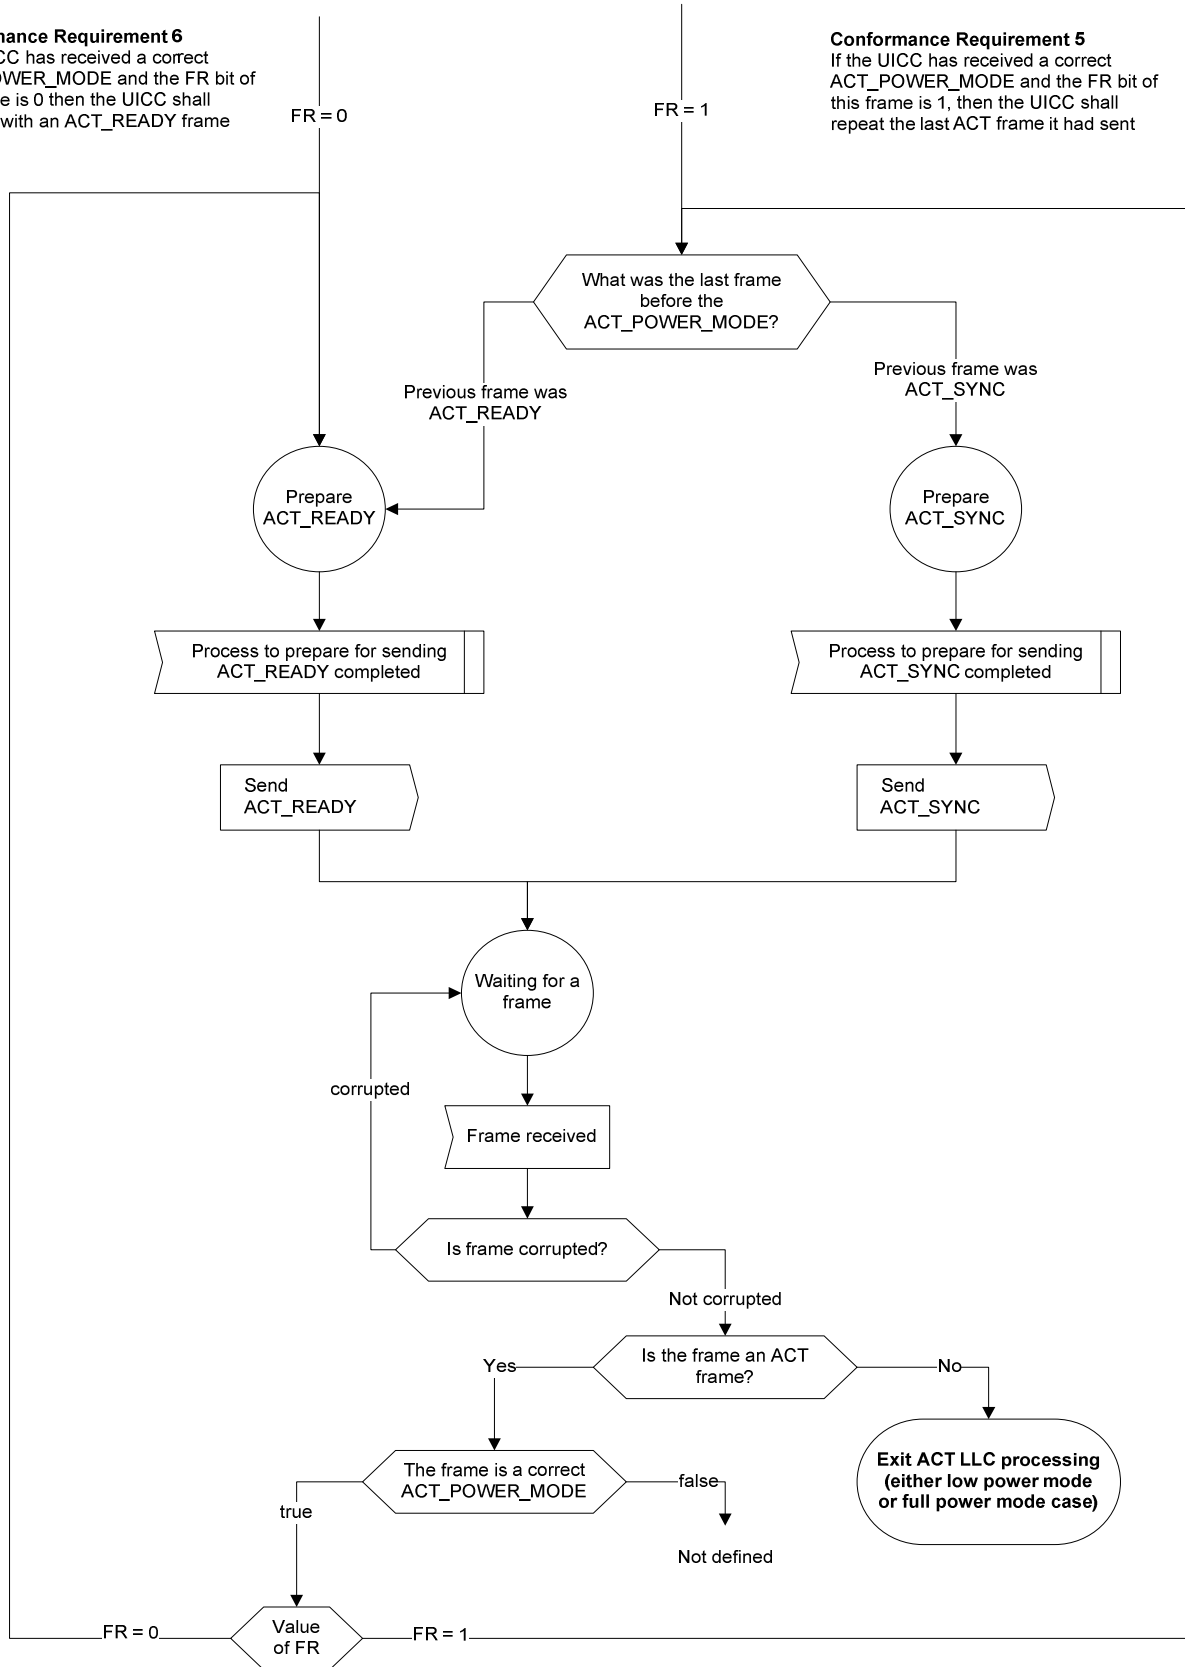 nance Requirement 6
ICC has received a correct
OWER_MODE and the FR bit of
e is 0 then the UICC shall
with an ACT_READY frame
FR = 0
FR = 1
Conformance Requirement 5
If the UICC has received a correct
ACT_POWER_MODE and the FR bit of
this frame is 1, then the UICC shall
repeat the last ACT frame it had sent
What was the last frame
before the
ACT_POWER_MODE?
Previous frame was
ACT_READY
Previous frame was
ACT_SYNC
Prepare
ACT_READY
Prepare
ACT_SYNC
Process to prepare for sending
ACT_READY completed
Process to prepare for sending
ACT_SYNC completed
Send
ACT_READY
Send
ACT_SYNC
Waiting for a
frame
corrupted
Frame received
Is frame corrupted?
Not corrupted
Is the frame an ACT
frame?
Yes
No
The frame is a correct
ACT_POWER_MODE
Exit ACT LLC processing
(either low power mode
or full power mode case)
true
false
Not defined
Value
of FR
FR = 0
FR = 1